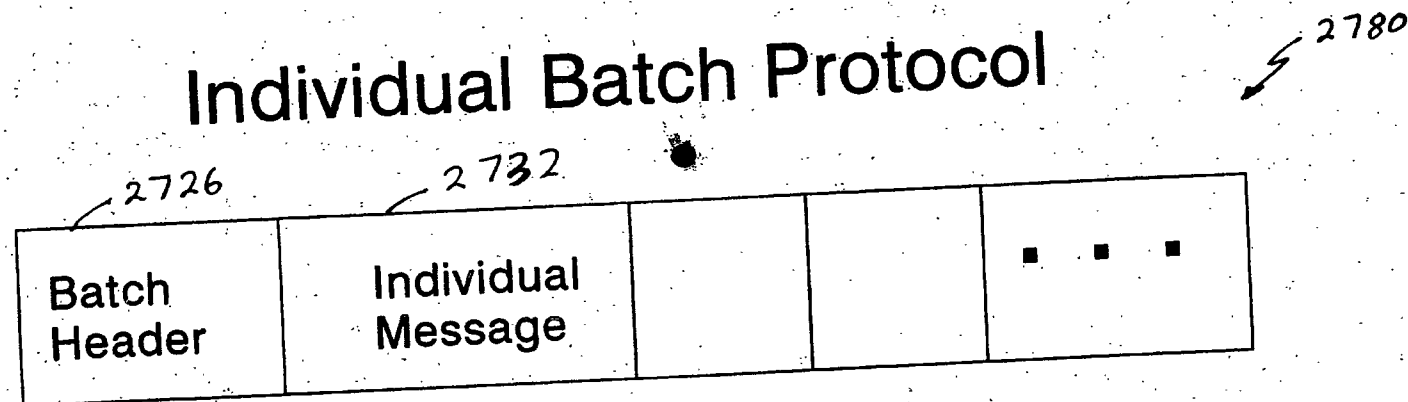 2780
Individual Batch Protocol
2726
2732
Batch
Header
Individual
Message